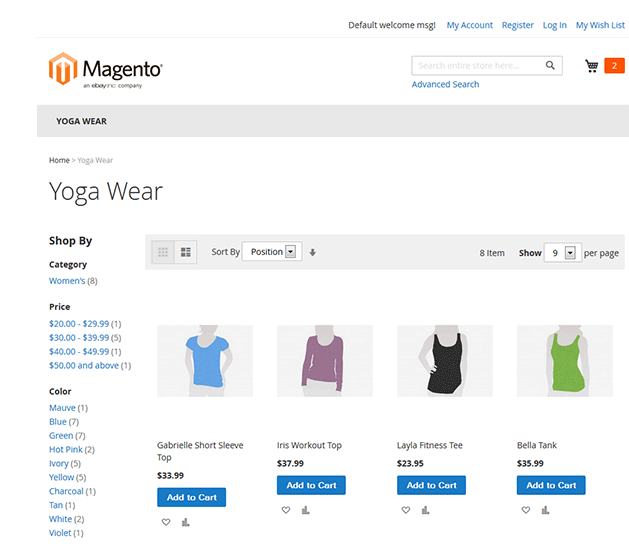 Default welcome msg! My Account Register Log In My Wish List
Magento®
an ebay inc company
Search entire store here...
2
Advanced Search
YOGA WEAR
Home > Yoga Wear
Yoga Wear
Shop By
Sort By Position
8 Item Show 9 per page
Category
Women's (8)
Price
$20.00 - $29.99 (1)
$30.00 - $39.99 (5)
$40.00 - $49.99 (1)
$50.00 and above (1)
Color
Mauve (1)
Blue (7)
Green (7)
Hot Pink (2)
Ivory (5)
Yellow (5)
Charcoal (1)
Tan (1)
White (2)
Violet (1)
Gabrielle Short Sleeve
Top
$33.99
Add to Cart
Iris Workout Top
$37.99
Add to Cart
Layla Fitness Tee
$23.95
Add to Cart
Bella Tank
$35.99
Add to Cart